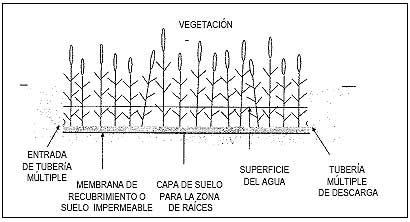 VEGETACIÓN
ENTRADA
DE TUBERÍA
MÚLTIPLE
MEMBRANA DE
RECUBRIMIENTO O
SUELO IMPERMEABLE
CAPA DE SUELO
PARA LA ZONA
DE RAÍCES
SUPERFICIE
DEL AGUA
TUBERÍA
MÚLTIPLE
DE DESCARGA